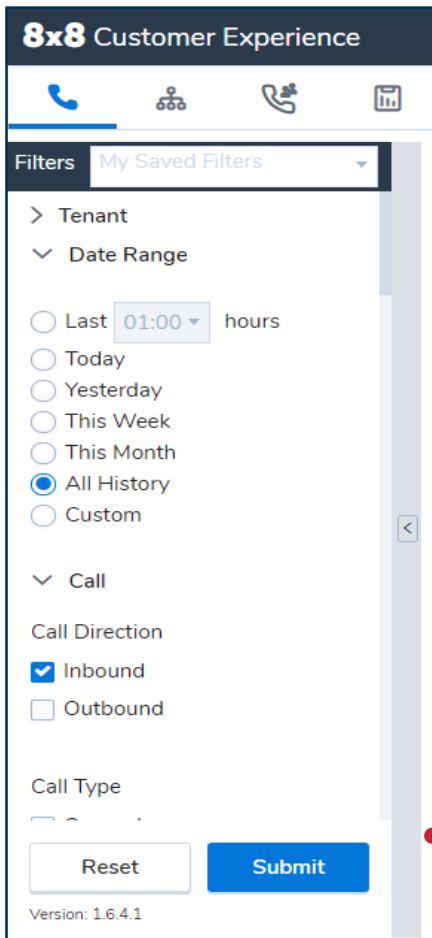 8x8 Customer Experience
Filters My Saved Filters
Tenant
Date Range
Last 01:00 hours
Today
Yesterday
This Week
This Month
All History
Custom
Call
Call Direction
Inbound
Outbound
Call Type
Reset Submit
Version: 1.6.4.1